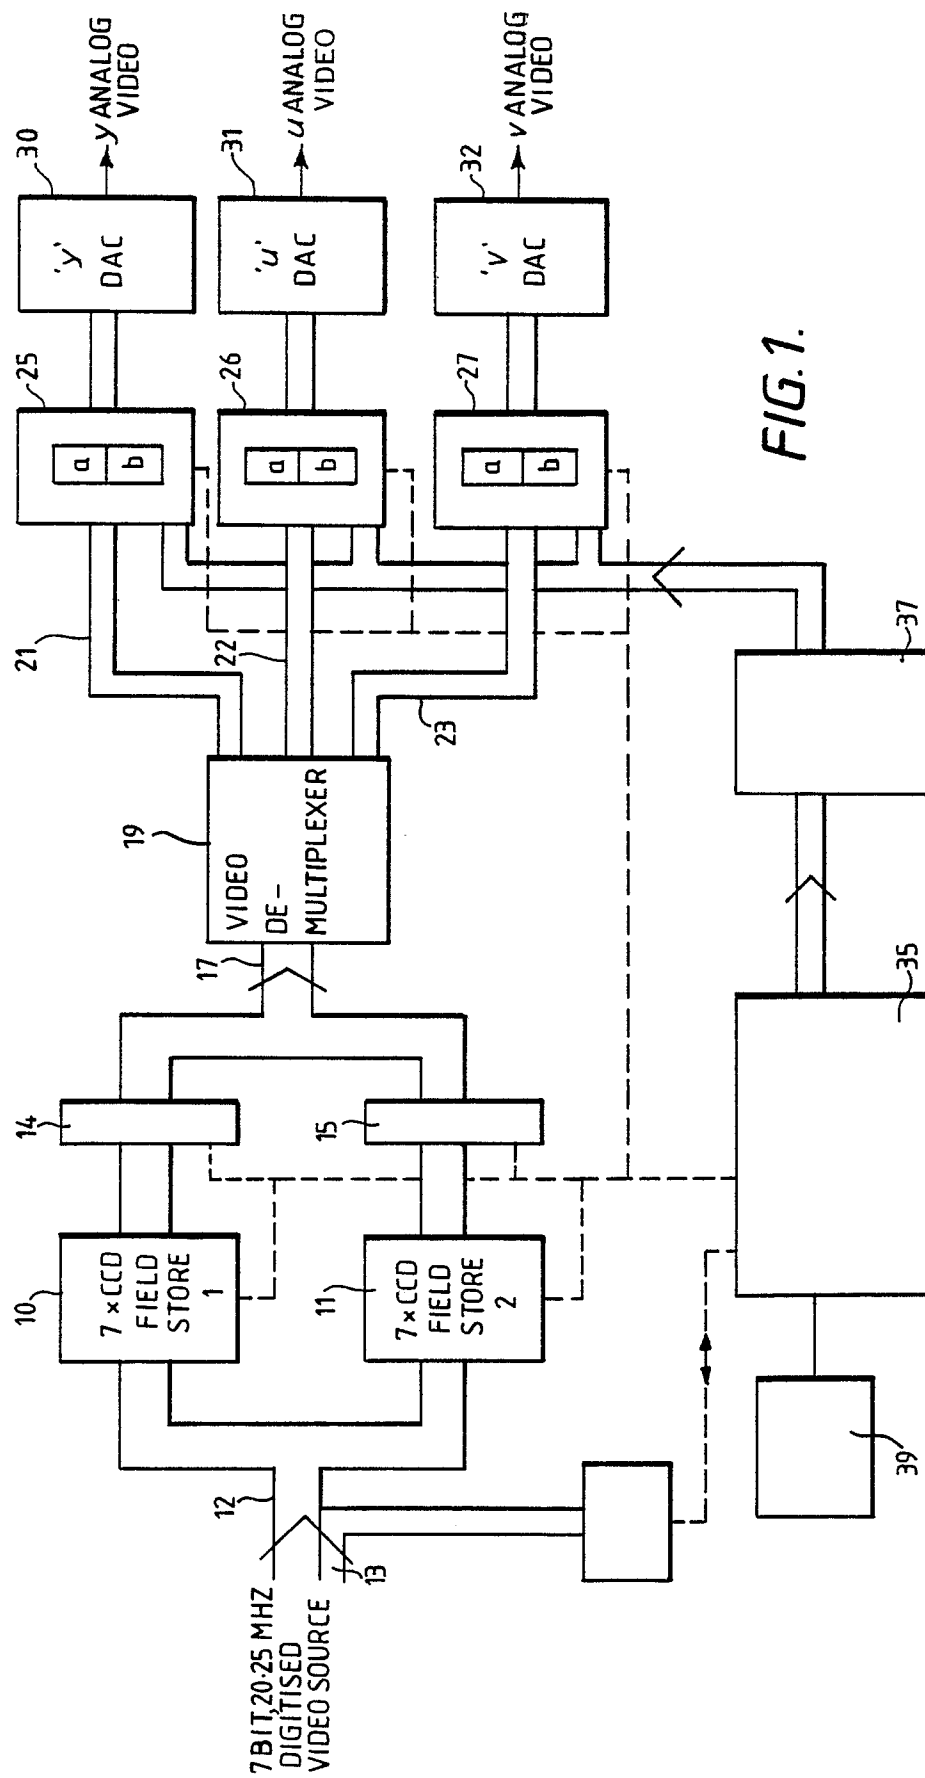 7 BIT, 20·25 MHZ
DIGITISED
VIDEO SOURCE
12
13
10
7 × CCD
FIELD
STORE
1
11
7 × CCD
FIELD
STORE
2
14
15
17
19
VIDEO
DE-
MULTIPLEXER
21
22
23
25
a
b
26
a
b
27
a
b
30
'y'
DAC
y ANALOG
VIDEO
31
'u'
DAC
u ANALOG
VIDEO
32
'v'
DAC
v ANALOG
VIDEO
35
37
39
FIG. 1.